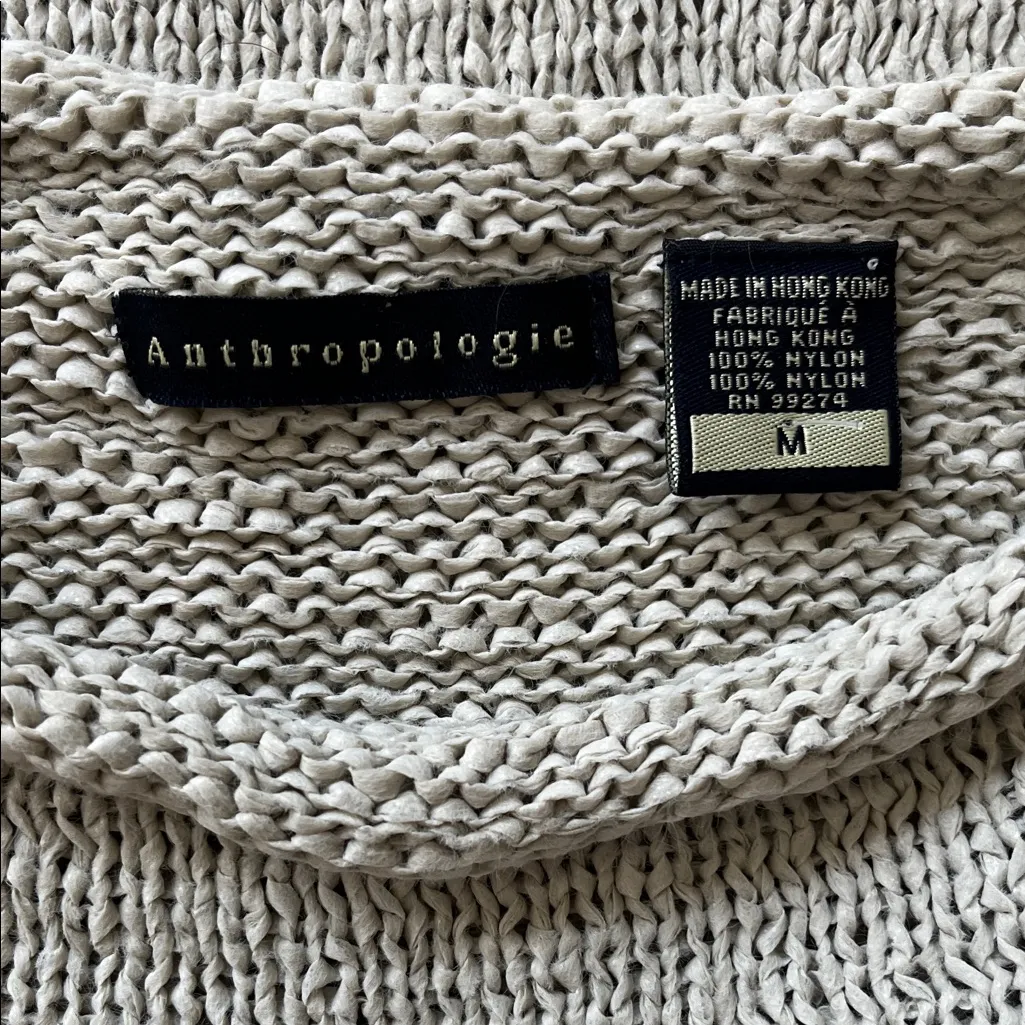 Anthropologie
MADE IN HONG KONG
FABRIQUÉ À
HONG KONG
100% NYLON
100% NYLON
RN 99274
M